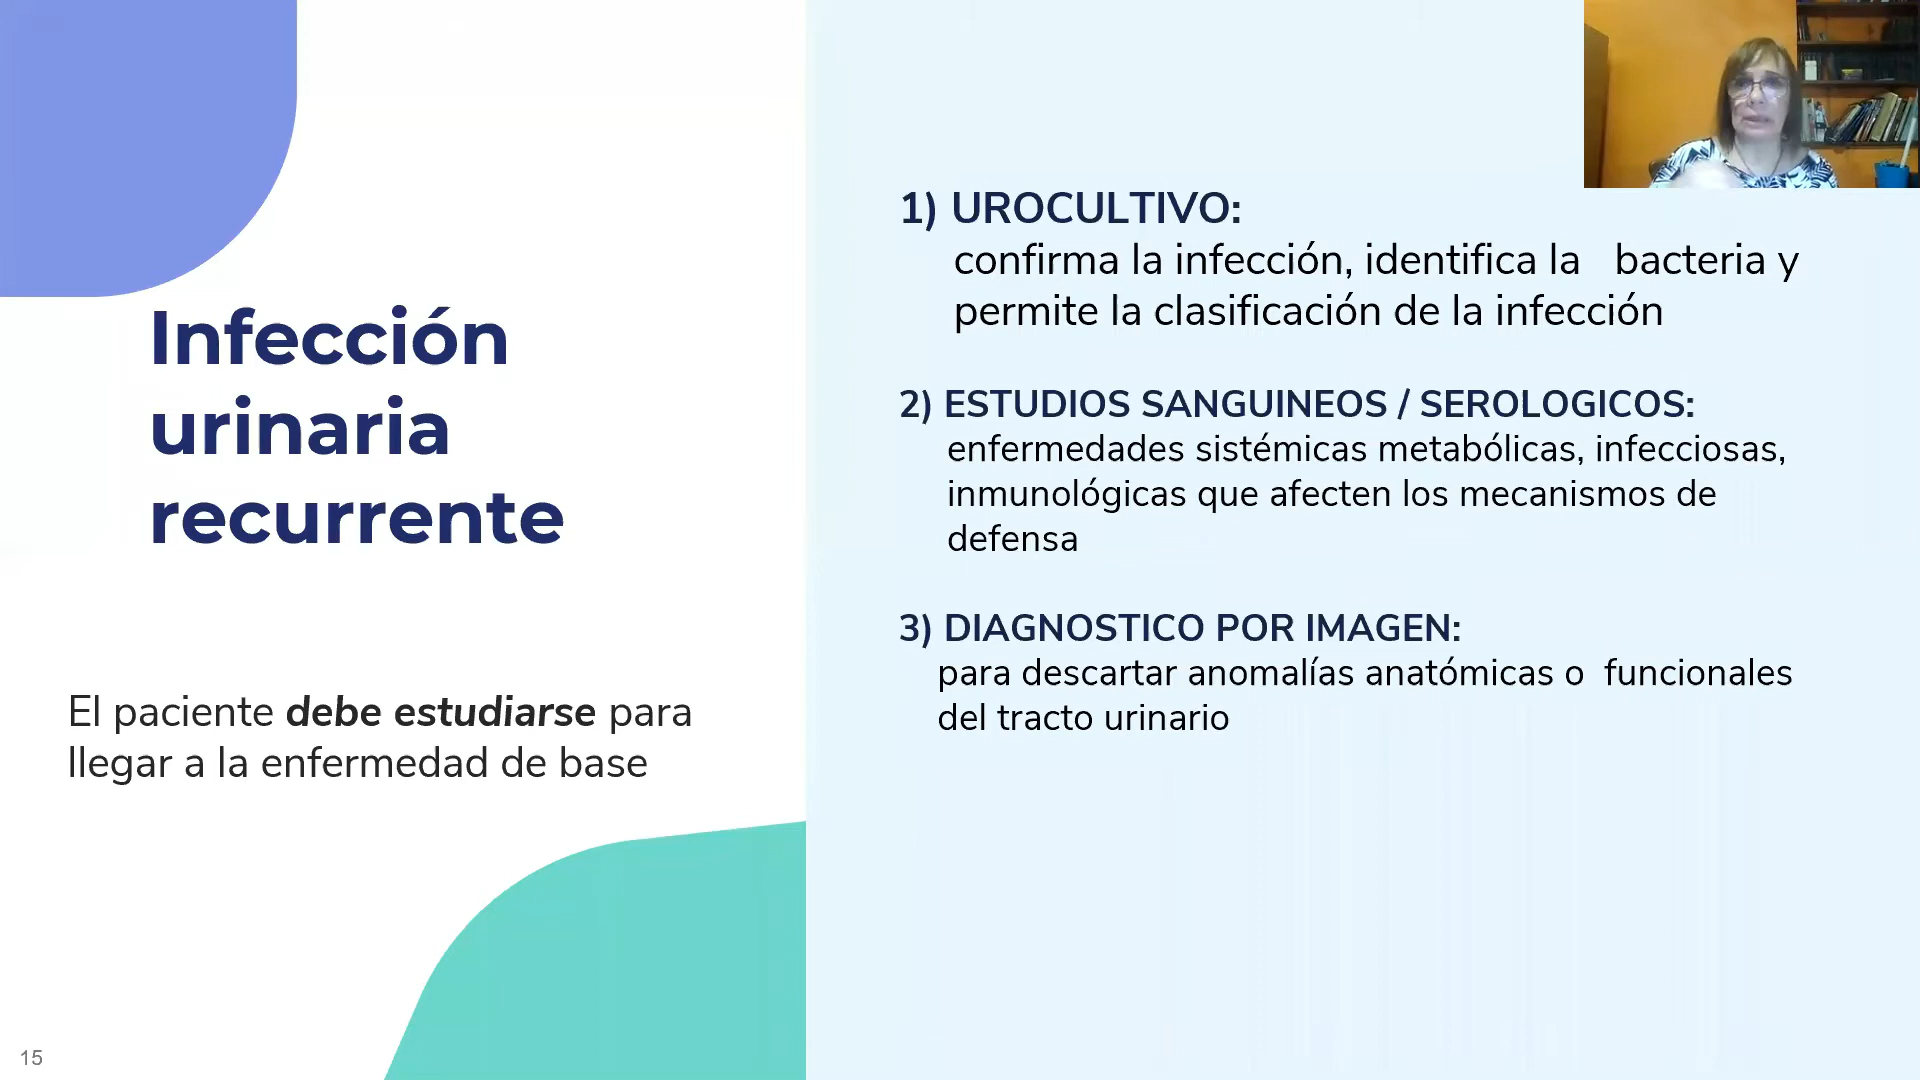 Infección
urinaria
recurrente
El paciente debe estudiarse para
llegar a la enfermedad de base
1) UROCULTIVO:
confirma la infección, identifica la bacteria y
permite la clasificación de la infección
2) ESTUDIOS SANGUINEOS / SEROLOGICOS:
enfermedades sistémicas metabólicas, infecciosas,
inmunológicas que afecten los mecanismos de
defensa
3) DIAGNOSTICO POR IMAGEN:
para descartar anomalías anatómicas o funcionales
del tracto urinario
15